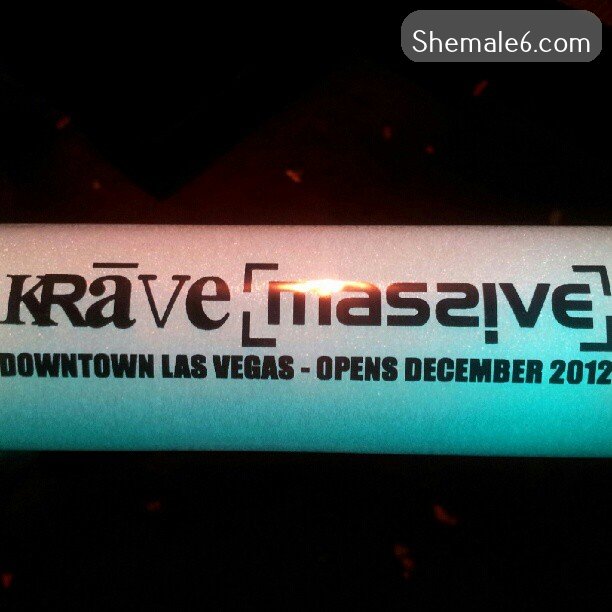 Shemale6.com
KRāVe [massive]
DOWNTOWN LAS VEGAS - OPENS DECEMBER 2012